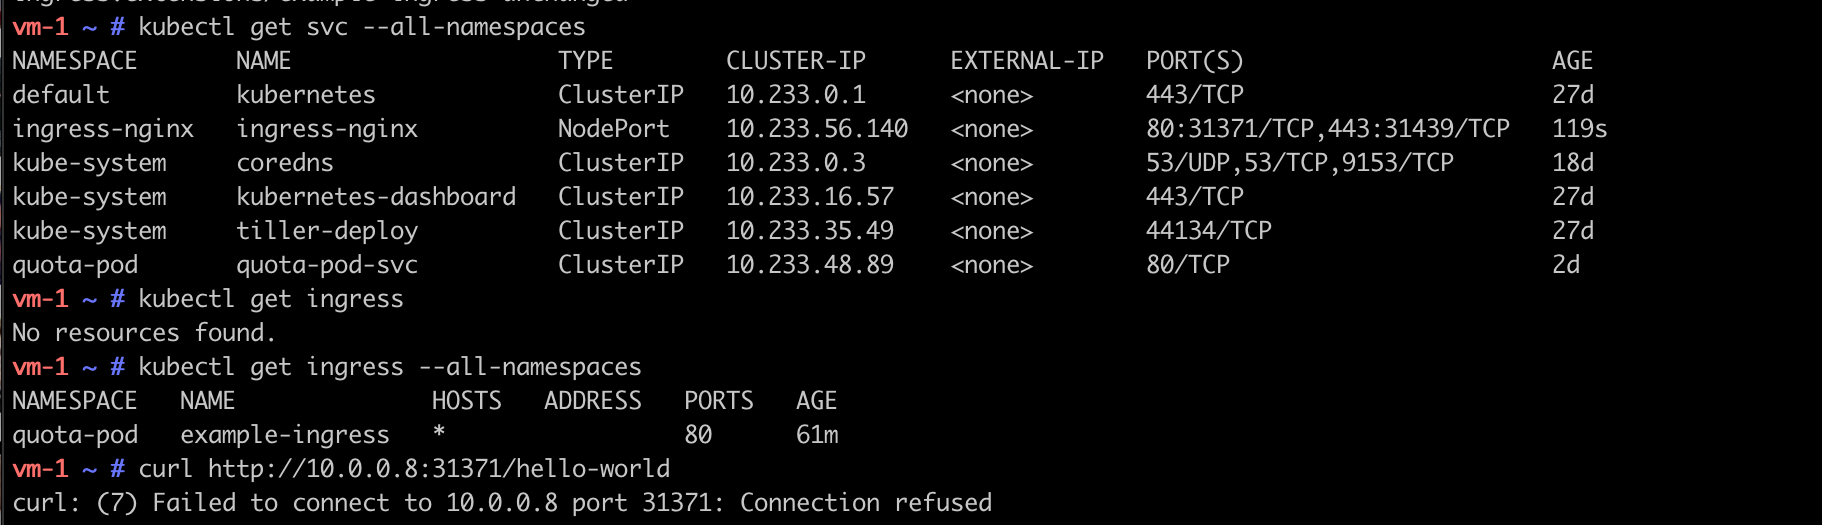 ingress.extensions/example-ingress unchanged
vm-1 ~ # kubectl get svc --all-namespaces
NAMESPACE       NAME                   TYPE        CLUSTER-IP      EXTERNAL-IP   PORT(S)                      AGE
default         kubernetes             ClusterIP   10.233.0.1      <none>        443/TCP                      27d
ingress-nginx   ingress-nginx          NodePort    10.233.56.140   <none>        80:31371/TCP,443:31439/TCP   119s
kube-system     coredns                ClusterIP   10.233.0.3      <none>        53/UDP,53/TCP,9153/TCP       18d
kube-system     kubernetes-dashboard   ClusterIP   10.233.16.57    <none>        443/TCP                      27d
kube-system     tiller-deploy          ClusterIP   10.233.35.49    <none>        44134/TCP                    27d
quota-pod       quota-pod-svc          ClusterIP   10.233.48.89    <none>        80/TCP                       2d
vm-1 ~ # kubectl get ingress
No resources found.
vm-1 ~ # kubectl get ingress --all-namespaces
NAMESPACE   NAME              HOSTS   ADDRESS   PORTS   AGE
quota-pod   example-ingress   *                 80      61m
vm-1 ~ # curl http://10.0.0.8:31371/hello-world
curl: (7) Failed to connect to 10.0.0.8 port 31371: Connection refused